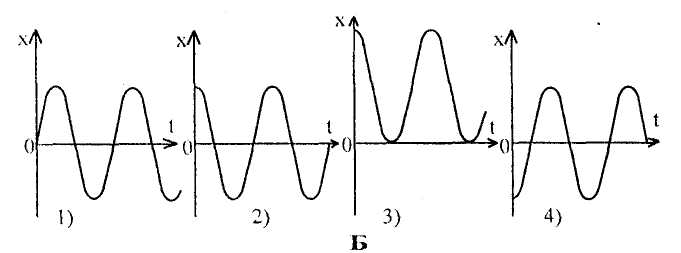 x x x x
t t t t
0 0 0 0
1) 2) 3) 4)
Б